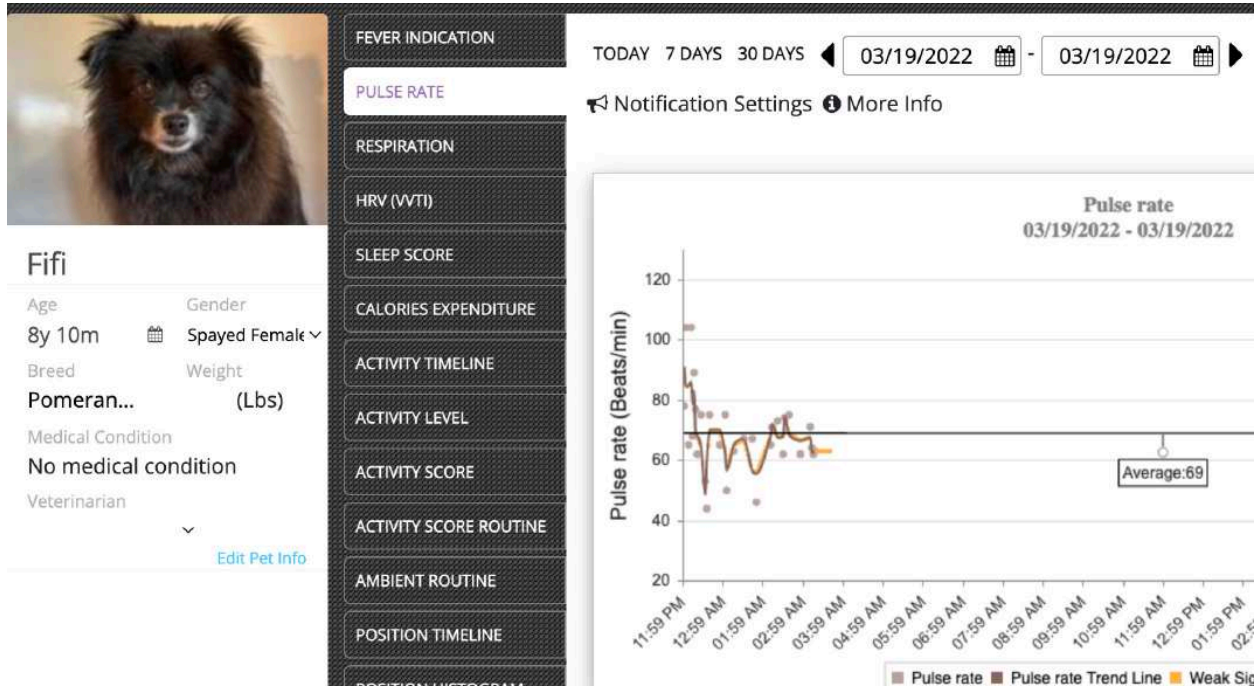 Fifi
Age Gender
8y 10m Spayed Female
Breed Weight
Pomeran... (Lbs)
Medical Condition
No medical condition
Veterinarian
Edit Pet Info
FEVER INDICATION
PULSE RATE
RESPIRATION
HRV (VVTI)
SLEEP SCORE
CALORIES EXPENDITURE
ACTIVITY TIMELINE
ACTIVITY LEVEL
ACTIVITY SCORE
ACTIVITY SCORE ROUTINE
AMBIENT ROUTINE
POSITION TIMELINE
POSITION HISTOGRAM
TODAY 7 DAYS 30 DAYS 03/19/2022 - 03/19/2022
Notification Settings More Info
Pulse rate
03/19/2022 - 03/19/2022
Pulse rate (Beats/min)
120
100
80
60
40
20
Average:69
11:59 PM 12:59 AM 01:59 AM 02:59 AM 03:59 AM 04:59 AM 05:59 AM 06:59 AM 07:59 AM 08:59 AM 09:59 AM 10:59 AM 11:59 AM 12:59 PM 01:59 PM
Pulse rate Pulse rate Trend Line Weak Sig